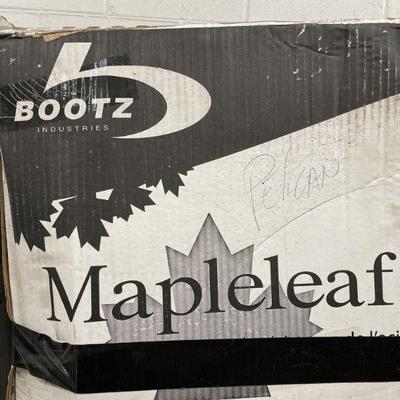 BOOTZ
INDUSTRIES
PELICAN
Mapleleaf